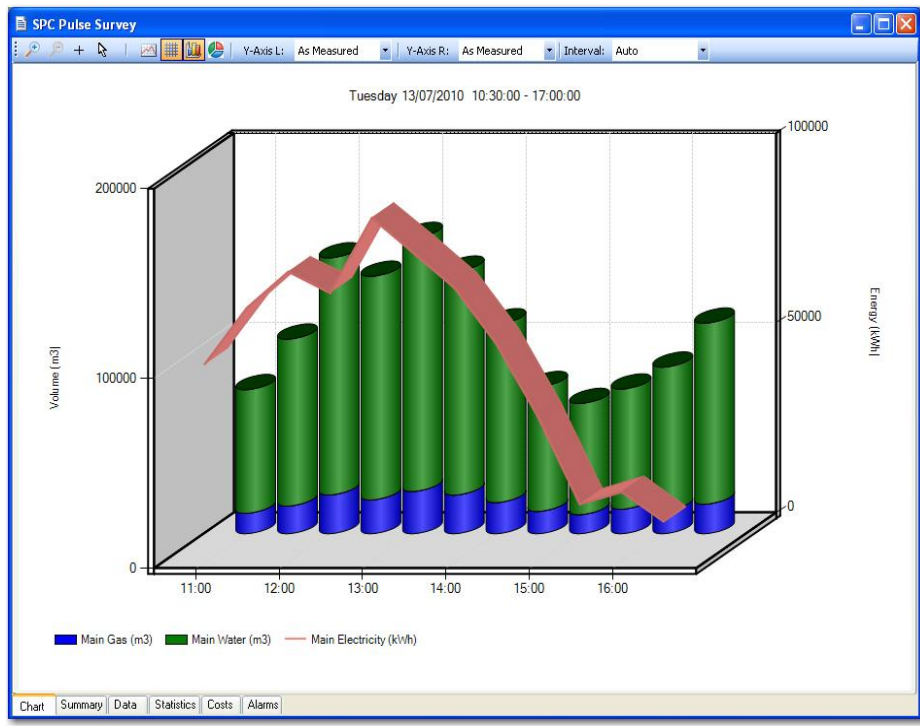 SPC Pulse Survey
Y-Axis L: As Measured Y-Axis R: As Measured Interval: Auto
Tuesday 13/07/2010 10:30:00 - 17:00:00
100000
200000
Energy (kWh)
50000
Volume (m3)
100000
0
0
11:00 12:00 13:00 14:00 15:00 16:00
Main Gas (m3) Main Water (m3) Main Electricity (kWh)
Chart Summary Data Statistics Costs Alarms